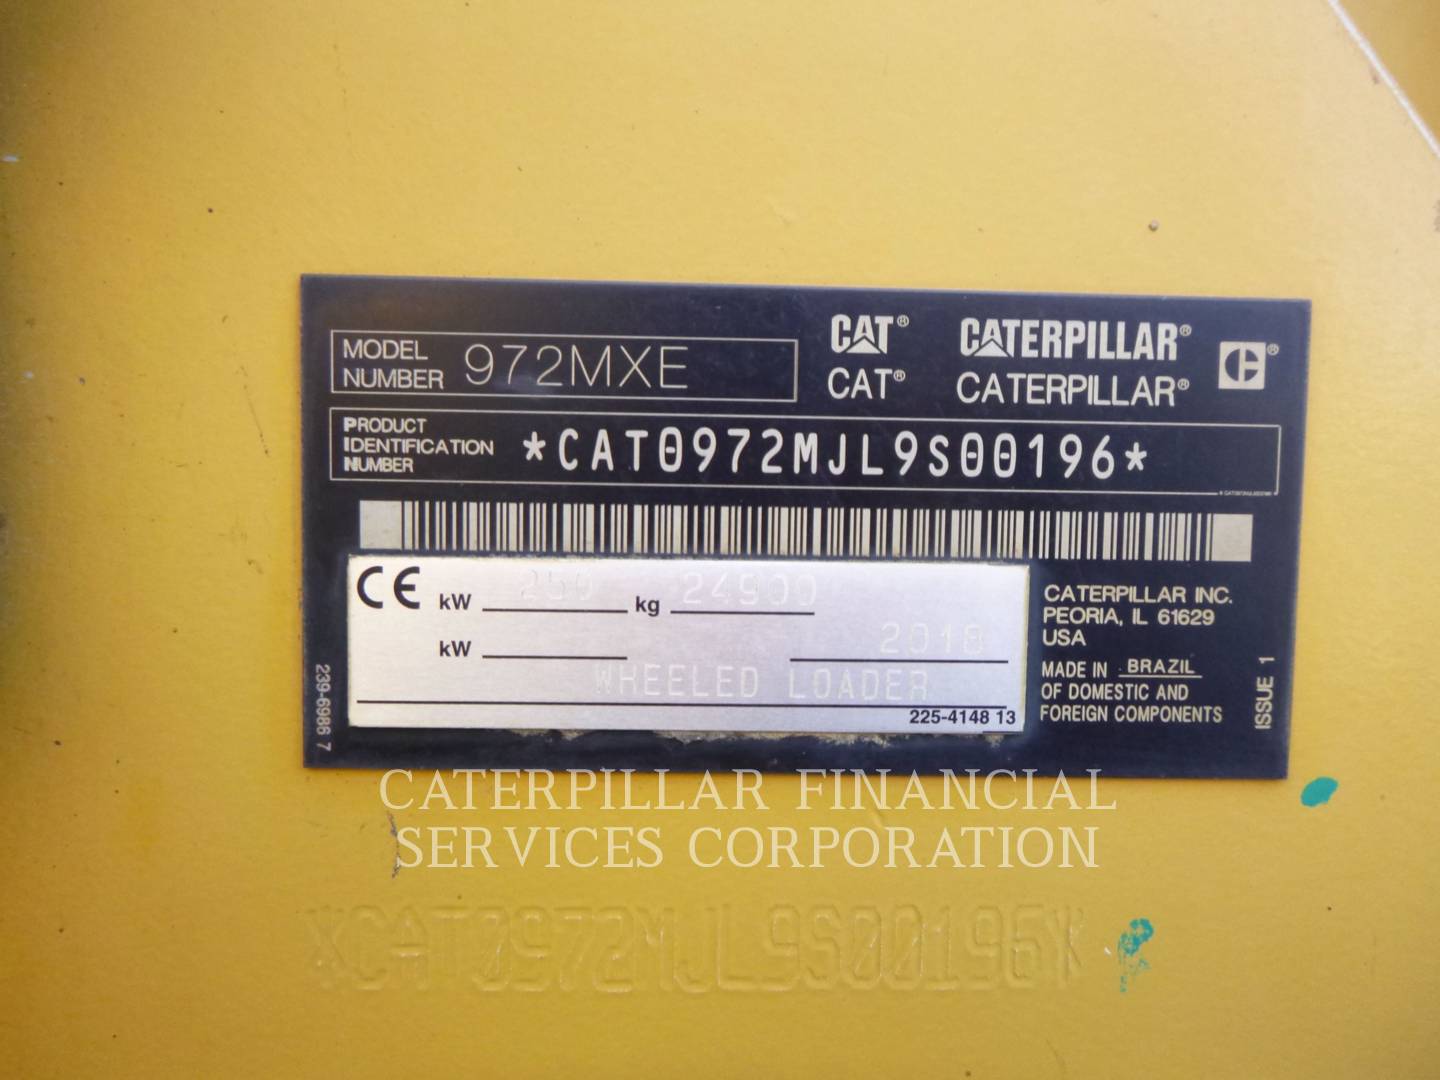 MODEL NUMBER 972MXE
CAT® CATERPILLAR®
CAT® CATERPILLAR®
PRODUCT IDENTIFICATION NUMBER *CAT0972MJL9S00196*
CE kW 250 kg 24900
kW 2018
WHEELED LOADER
225-4148 13
CATERPILLAR INC.
PEORIA, IL 61629
USA
MADE IN BRAZIL
OF DOMESTIC AND
FOREIGN COMPONENTS
ISSUE 1
239-6986 7
CATERPILLAR FINANCIAL
SERVICES CORPORATION
*CAT0972MJL9S00196*